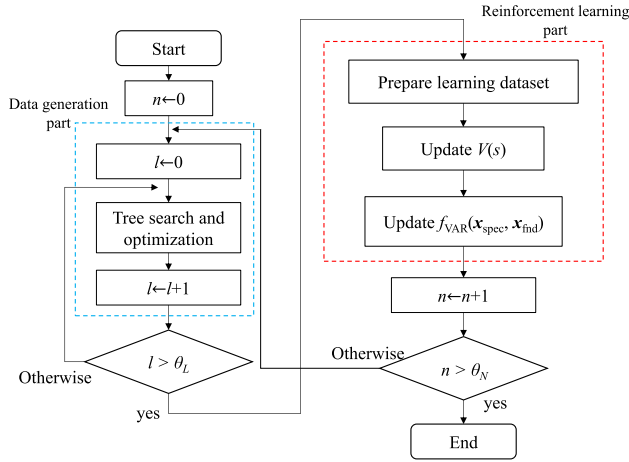 Start
n←0
Data generation
part
l←0
Tree search and
optimization
l←l+1
l > θL
Otherwise
yes
Reinforcement learning
part
Prepare learning dataset
Update V(s)
Update fVAR(xspec, xfnd)
n←n+1
Otherwise
n > θN
yes
End